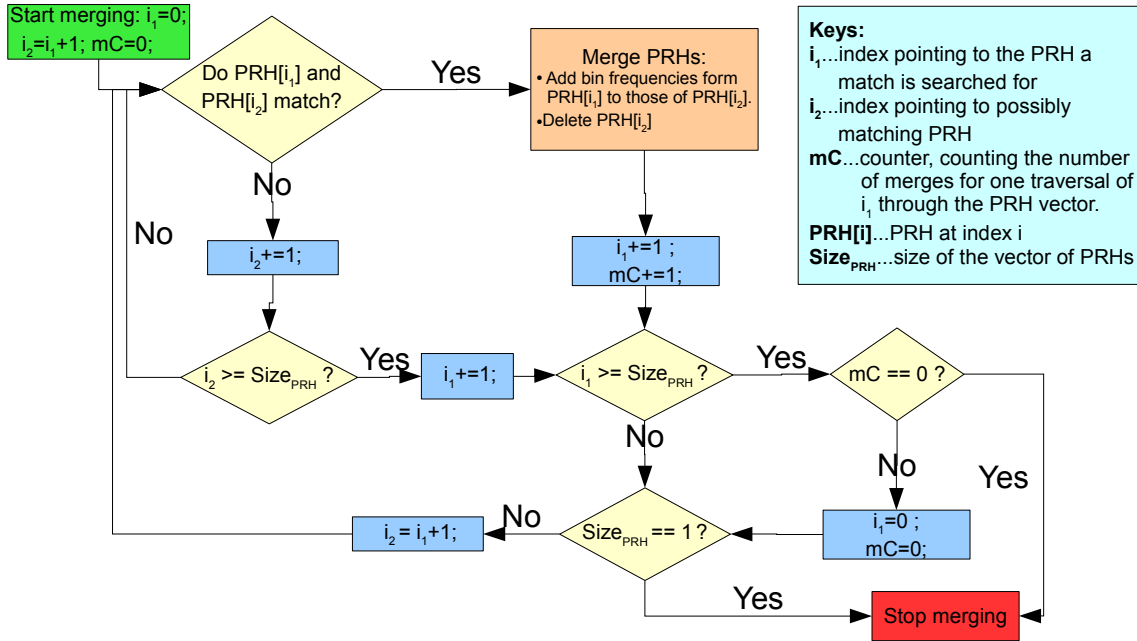 Start merging: i₁=0;
i₂=i₁+1; mC=0;
Do PRH[i₁] and
PRH[i₂] match?
Yes
Merge PRHs:
• Add bin frequencies form
PRH[i₁] to those of PRH[i₂].
•Delete PRH[i₂]
Keys:
i₁...index pointing to the PRH a
match is searched for
i₂...index pointing to possibly
matching PRH
mC...counter, counting the number
of merges for one traversal of
i₁ through the PRH vector.
PRH[i]...PRH at index i
Size_PRH...size of the vector of PRHs
No
No
i₂+=1;
i₁+=1 ;
mC+=1;
i₂ >= Size_PRH ?
Yes
i₁+=1;
i₁ >= Size_PRH ?
Yes
mC == 0 ?
No
No
Yes
i₂ = i₁+1;
No
Size_PRH == 1 ?
i₁=0 ;
mC=0;
Yes
Stop merging